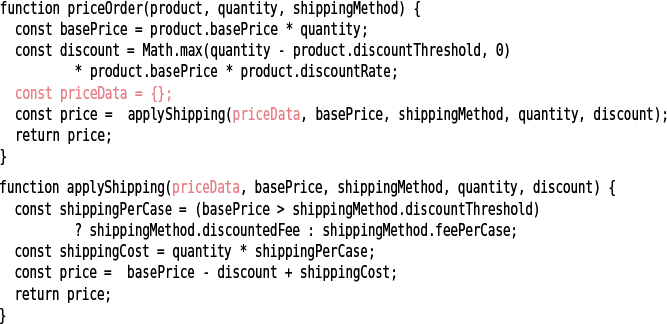 function priceOrder(product, quantity, shippingMethod) {
  const basePrice = product.basePrice * quantity;
  const discount = Math.max(quantity - product.discountThreshold, 0)
          * product.basePrice * product.discountRate;
  const priceData = {};
  const price =  applyShipping(priceData, basePrice, shippingMethod, quantity, discount);
  return price;
}
function applyShipping(priceData, basePrice, shippingMethod, quantity, discount) {
  const shippingPerCase = (basePrice > shippingMethod.discountThreshold)
          ? shippingMethod.discountedFee : shippingMethod.feePerCase;
  const shippingCost = quantity * shippingPerCase;
  const price =  basePrice - discount + shippingCost;
  return price;
}